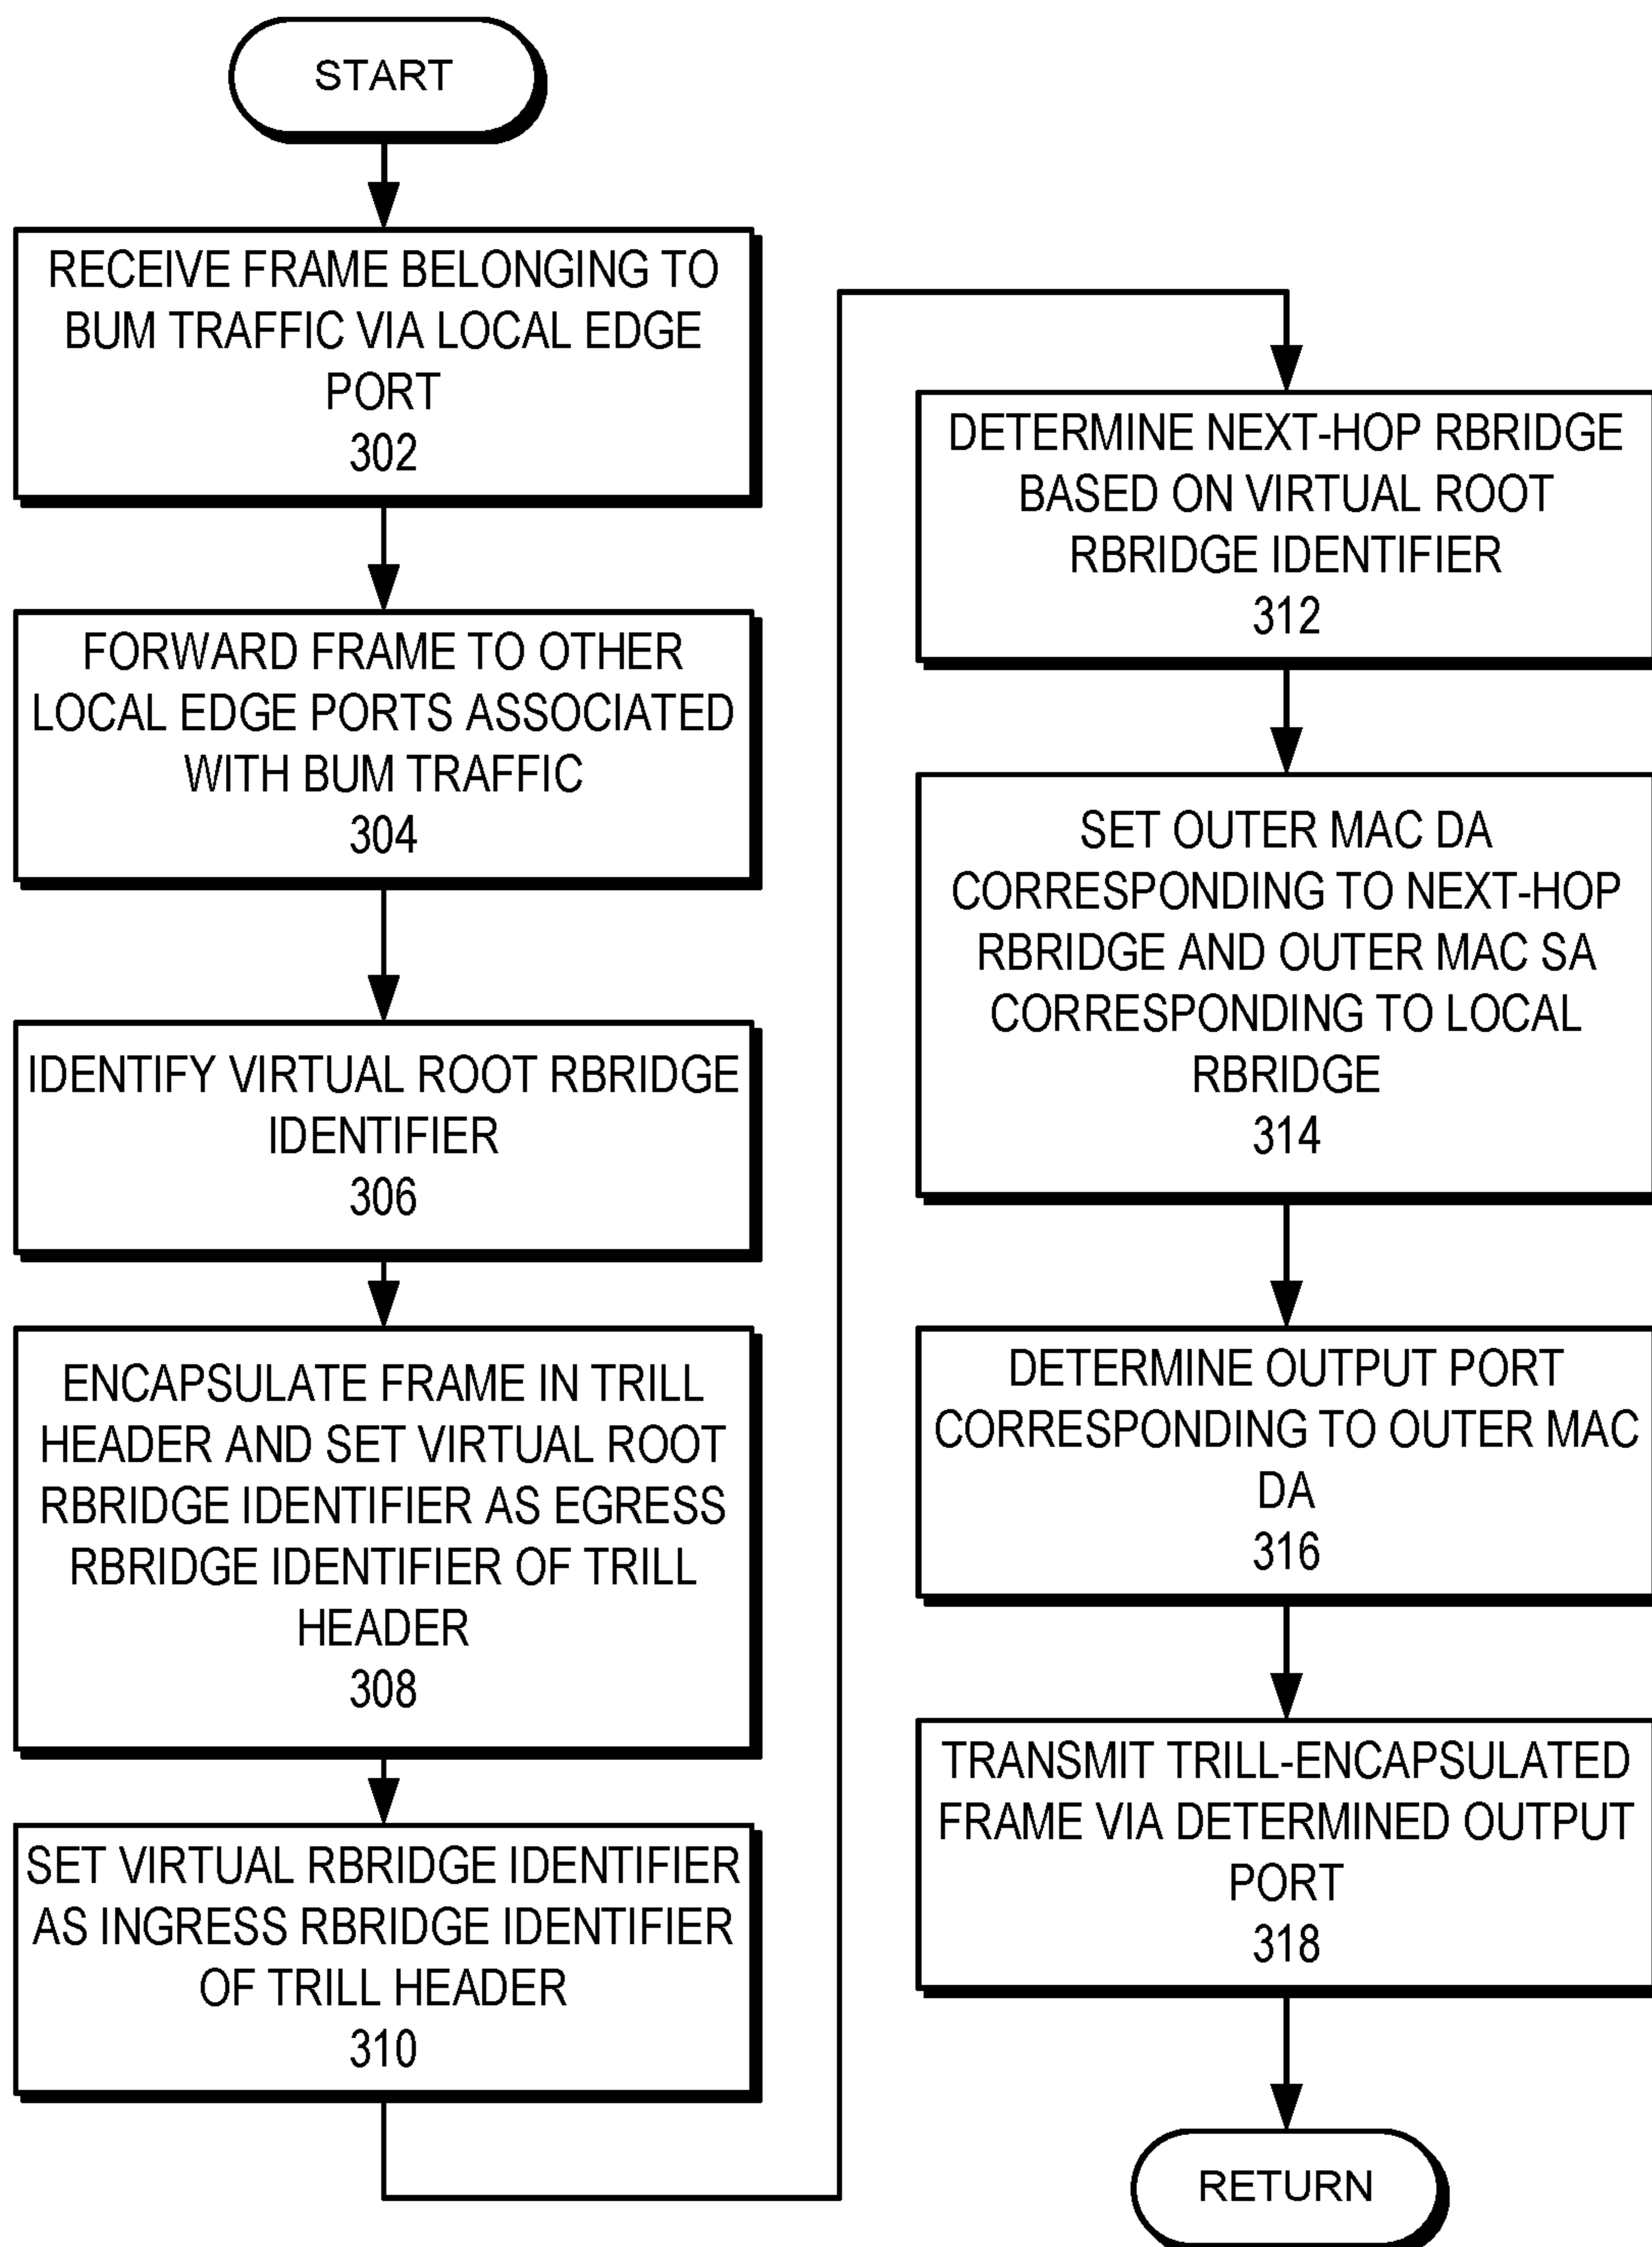 START
RECEIVE FRAME BELONGING TO
BUM TRAFFIC VIA LOCAL EDGE
PORT
302
FORWARD FRAME TO OTHER
LOCAL EDGE PORTS ASSOCIATED
WITH BUM TRAFFIC
304
IDENTIFY VIRTUAL ROOT RBRIDGE
IDENTIFIER
306
ENCAPSULATE FRAME IN TRILL
HEADER AND SET VIRTUAL ROOT
RBRIDGE IDENTIFIER AS EGRESS
RBRIDGE IDENTIFIER OF TRILL
HEADER
308
SET VIRTUAL RBRIDGE IDENTIFIER
AS INGRESS RBRIDGE IDENTIFIER
OF TRILL HEADER
310
DETERMINE NEXT-HOP RBRIDGE
BASED ON VIRTUAL ROOT
RBRIDGE IDENTIFIER
312
SET OUTER MAC DA
CORRESPONDING TO NEXT-HOP
RBRIDGE AND OUTER MAC SA
CORRESPONDING TO LOCAL
RBRIDGE
314
DETERMINE OUTPUT PORT
CORRESPONDING TO OUTER MAC
DA
316
TRANSMIT TRILL-ENCAPSULATED
FRAME VIA DETERMINED OUTPUT
PORT
318
RETURN